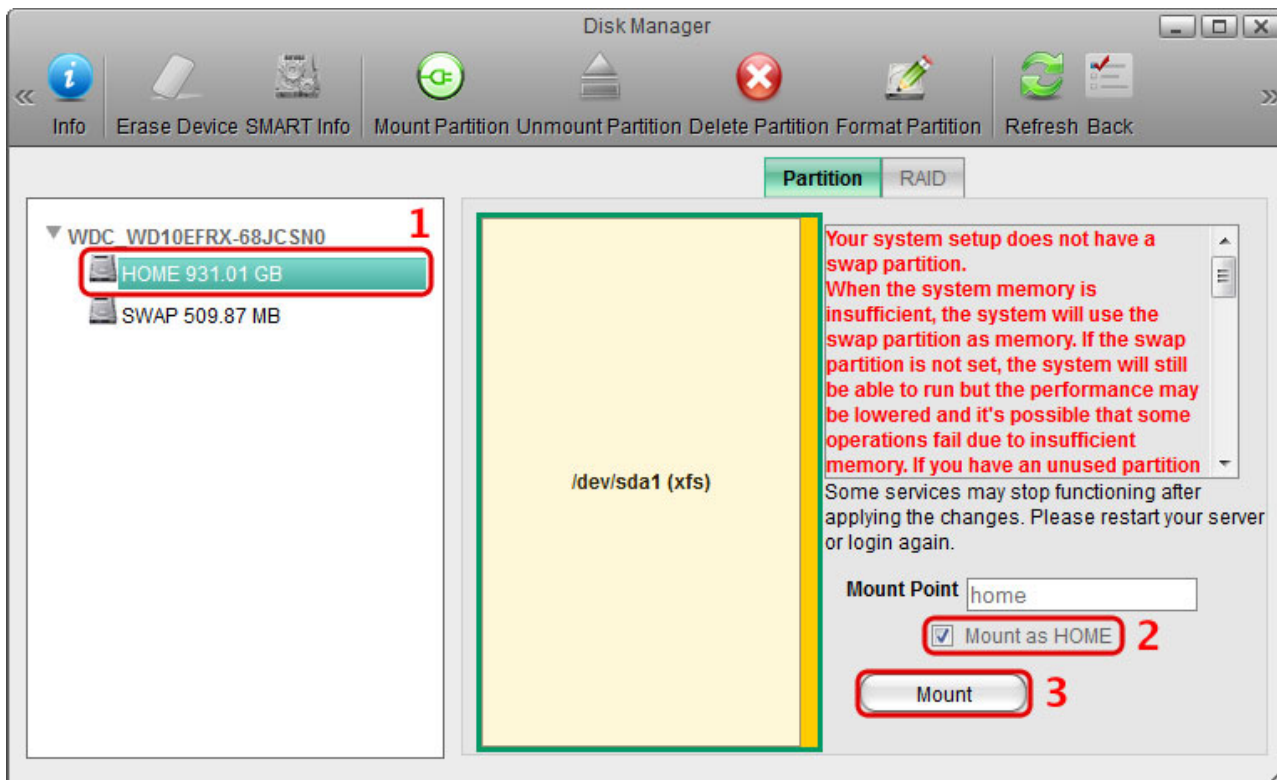 Disk Manager
Info
Erase Device
SMART Info
Mount Partition
Unmount Partition
Delete Partition
Format Partition
Refresh
Back
Partition
RAID
1
WDC_WD10EFRX-68JCSN0
HOME 931.01 GB
SWAP 509.87 MB
/dev/sda1 (xfs)
Your system setup does not have a
swap partition.
When the system memory is
insufficient, the system will use the
swap partition as memory. If the swap
partition is not set, the system will still
be able to run but the performance may
be lowered and it's possible that some
operations fail due to insufficient
memory. If you have an unused partition
Some services may stop functioning after
applying the changes. Please restart your server
or login again.
Mount Point
home
Mount as HOME
2
Mount
3